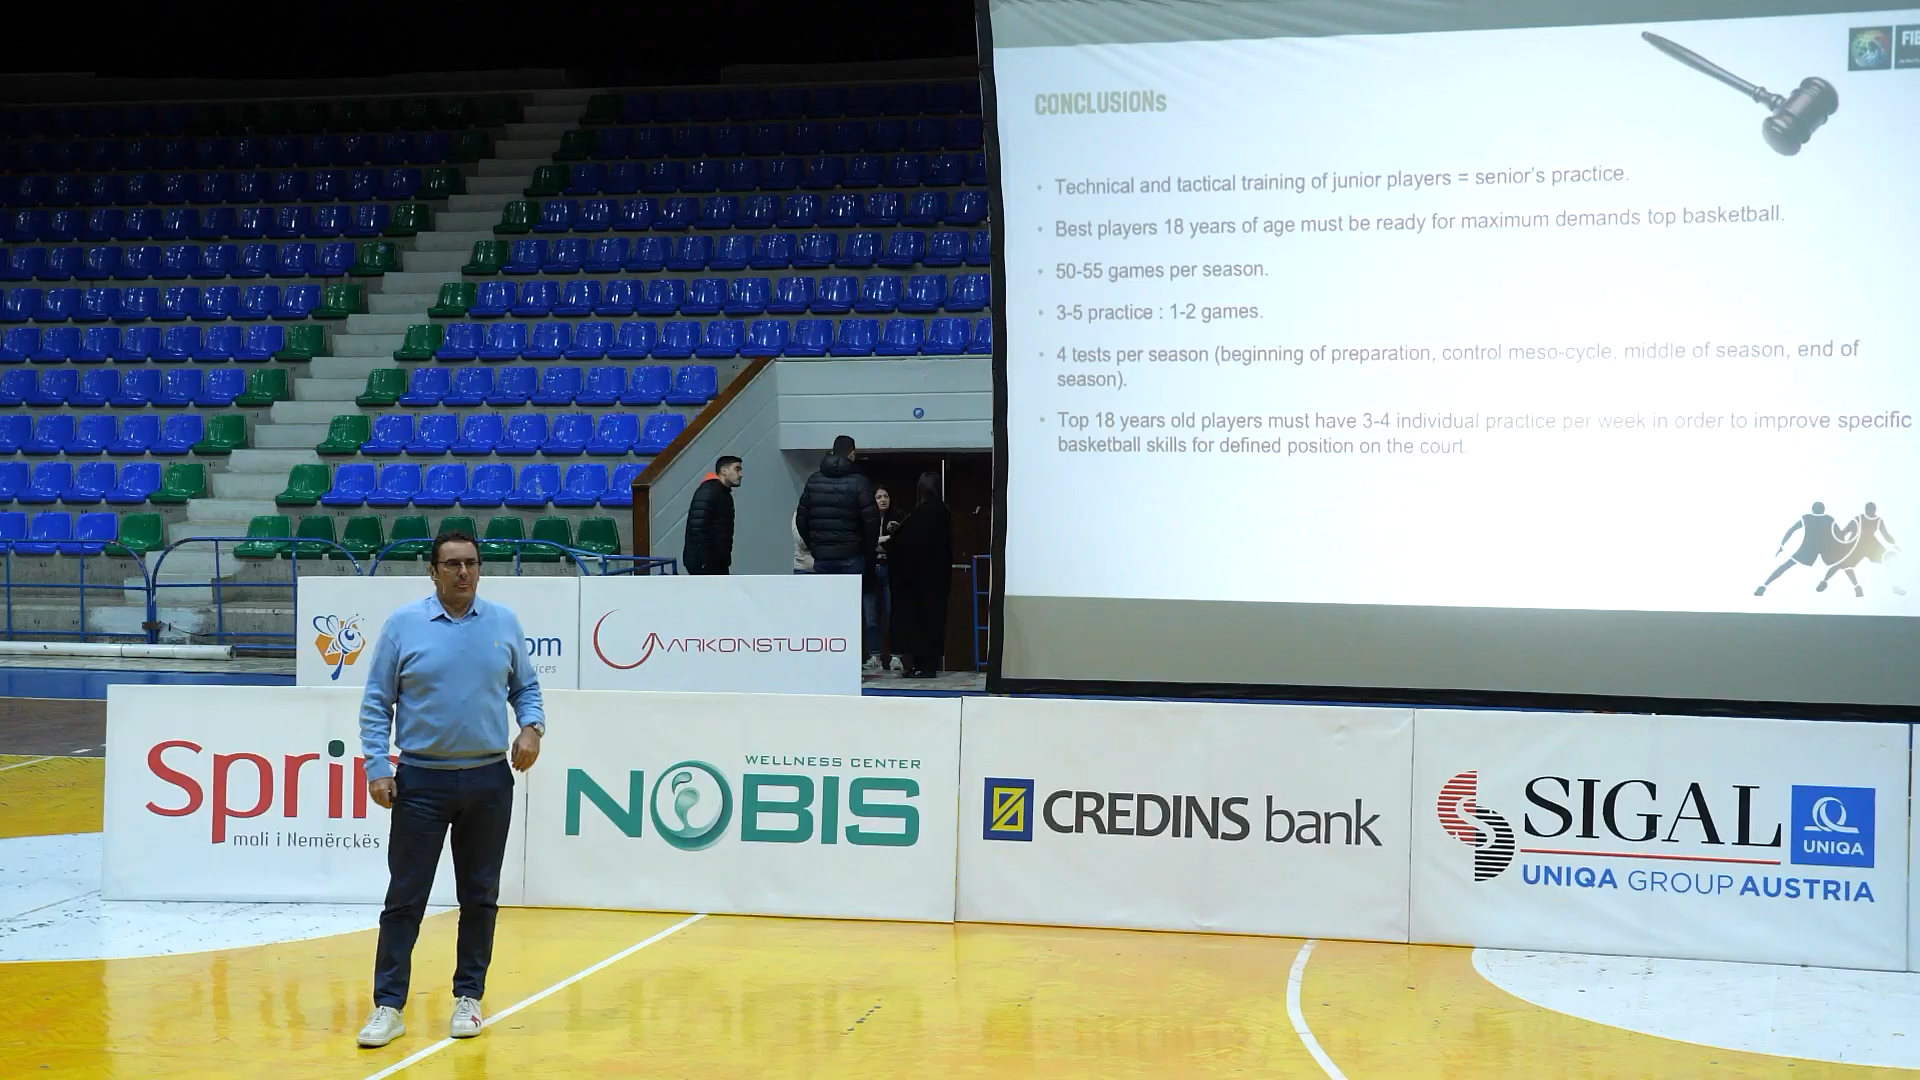 CONCLUSIONs
• Technical and tactical training of junior players = senior's practice.
• Best players 18 years of age must be ready for maximum demands top basketball.
• 50-55 games per season.
• 3-5 practice : 1-2 games.
• 4 tests per season (beginning of preparation, control meso-cycle, middle of season, end of
season).
• Top 18 years old players must have 3-4 individual practice per week in order to improve specific
basketball skills for defined position on the court.
ARKONSTUDIO
Sprin
mali i Nemërçkës
WELLNESS CENTER
NOBIS
CREDINS bank
SIGAL
UNIQA
UNIQA GROUP AUSTRIA